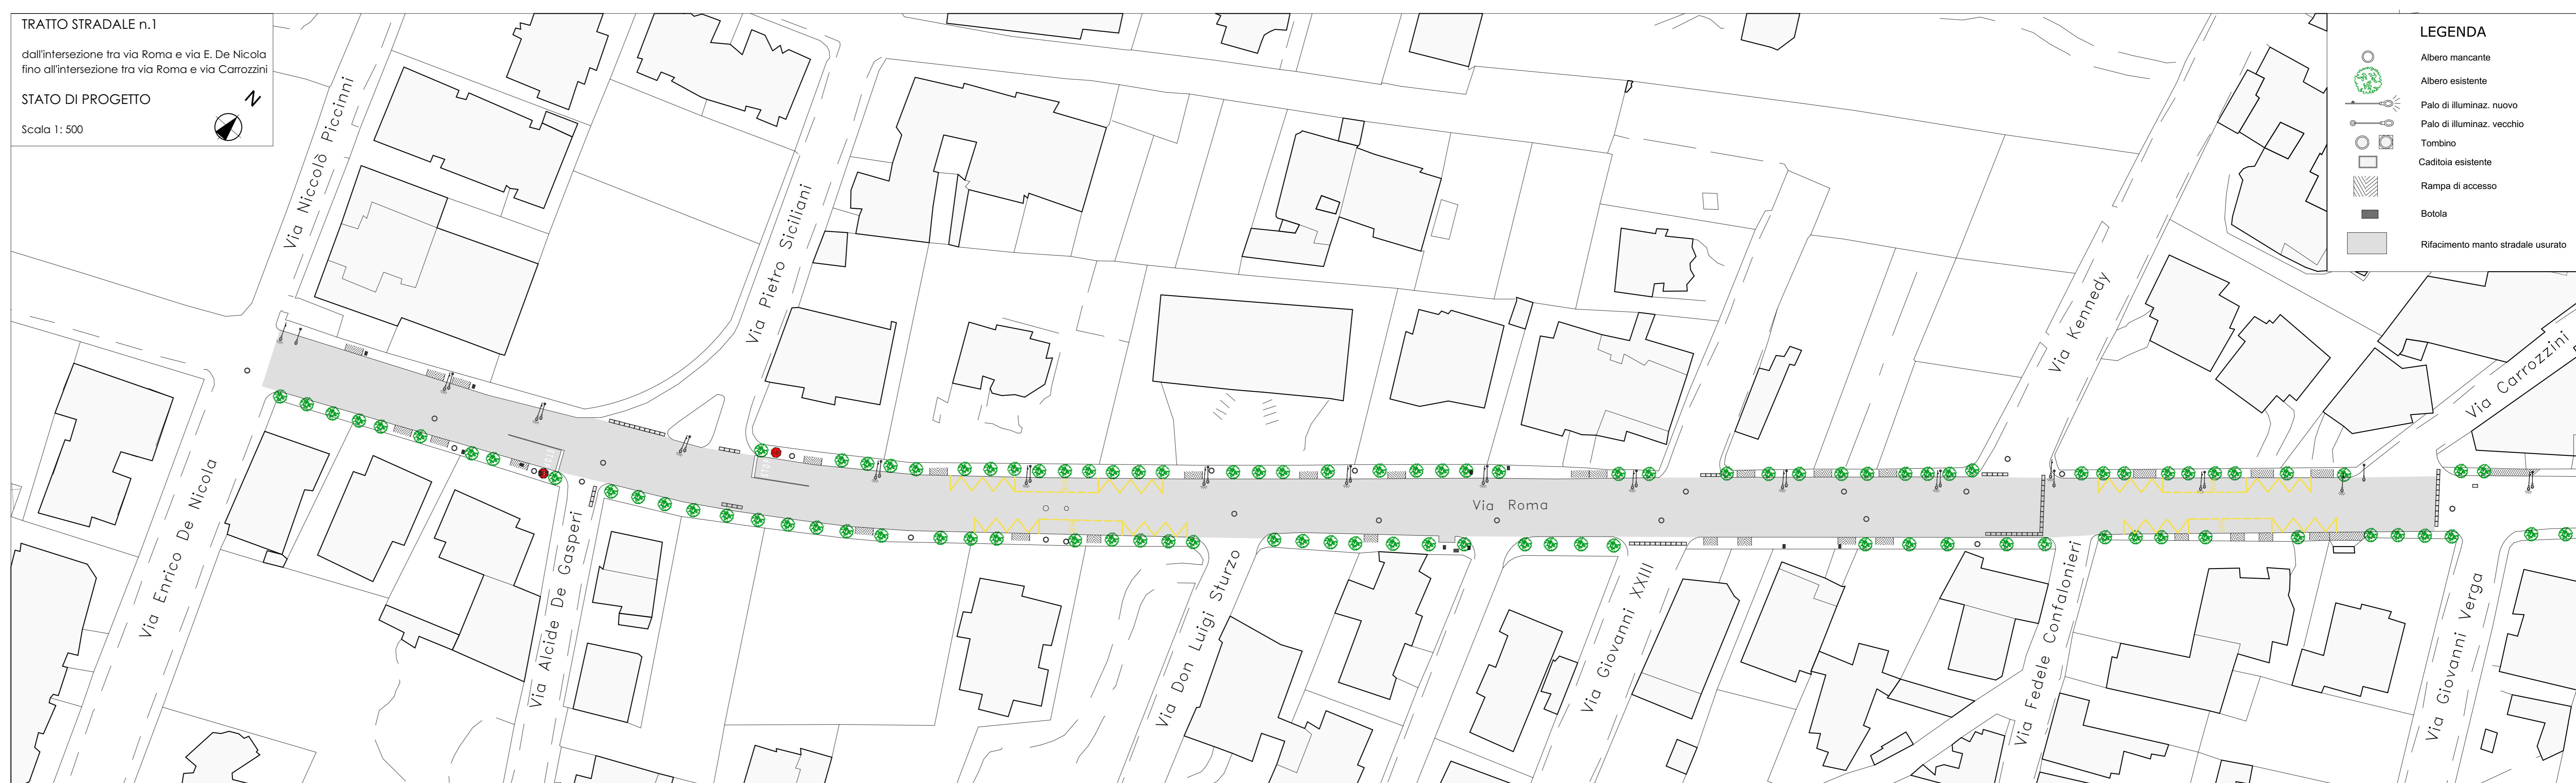 TRATTO STRADALE n.1
dall'intersezione tra via Roma e via E. De Nicola
fino all'intersezione tra via Roma e via Carrozzini
STATO DI PROGETTO
N
Scala 1: 500
LEGENDA
Albero mancante
Albero esistente
Palo di illuminaz. nuovo
Palo di illuminaz. vecchio
Tombino
Caditoia esistente
Rampa di accesso
Botola
Rifacimento manto stradale usurato
Via Niccolò Piccinni
Via Pietro Siciliani
Via Kennedy
Via Carrozzini
Via Roma
Via Enrico De Nicola
Via Alcide De Gasperi
Via Don Luigi Sturzo
Via Giovanni XXIII
Via Fedele Confalonieri
Via Giovanni Verga
STOP
STOP